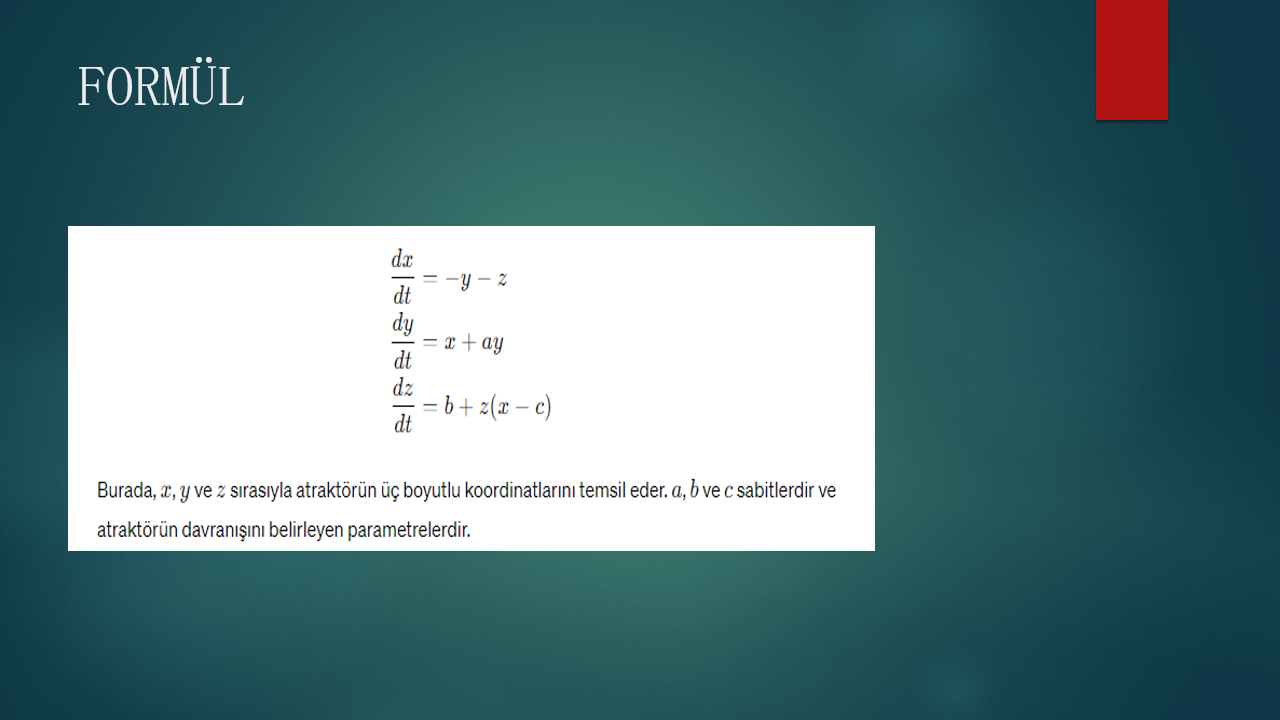 FORMÜL
dx/dt = −y − z
dy/dt = x + ay
dz/dt = b + z(x − c)
Burada, x, y ve z sırasıyla atraktörün üç boyutlu koordinatlarını temsil eder. a, b ve c sabitlerdir ve
atraktörün davranışını belirleyen parametrelerdir.